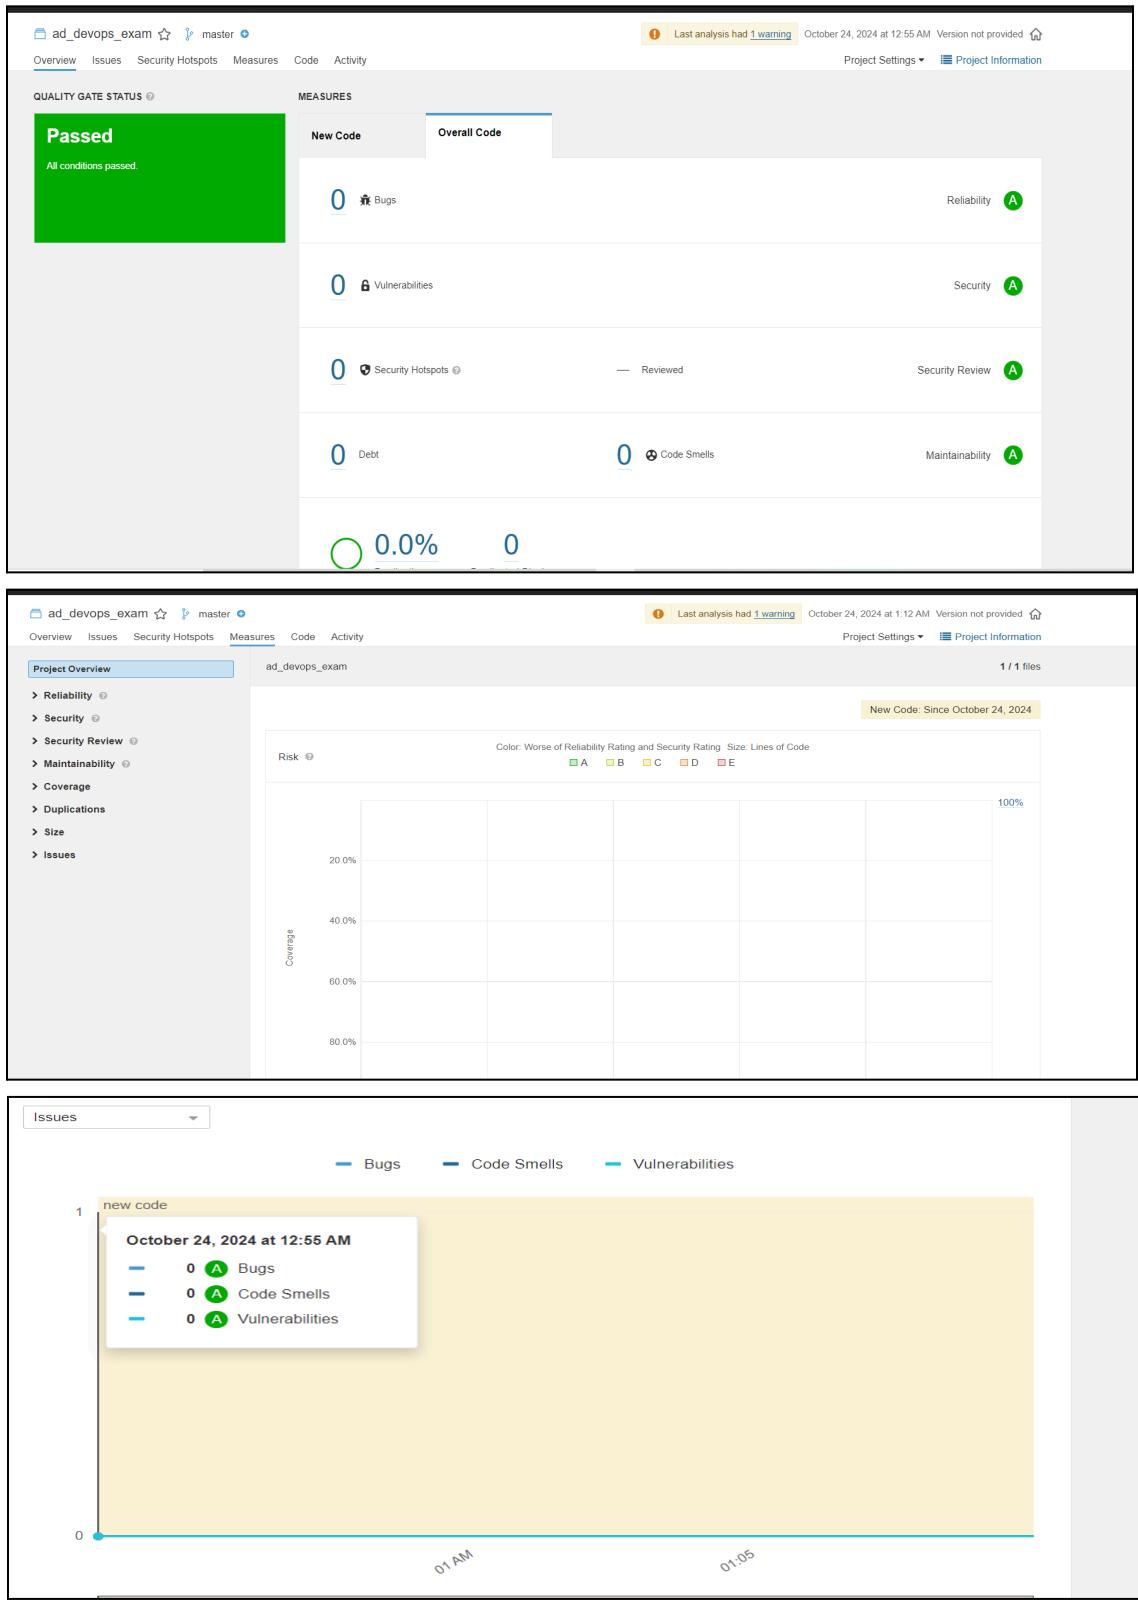 ad_devops_exam master Last analysis had 1 warning October 24, 2024 at 12:55 AM Version not provided
Overview Issues Security Hotspots Measures Code Activity Project Settings Project Information
QUALITY GATE STATUS MEASURES
Passed
All conditions passed.
New Code Overall Code
0 Bugs Reliability A
0 Vulnerabilities Security A
0 Security Hotspots — Reviewed Security Review A
0 Debt 0 Code Smells Maintainability A
0.0% 0
ad_devops_exam master Last analysis had 1 warning October 24, 2024 at 1:12 AM Version not provided
Overview Issues Security Hotspots Measures Code Activity Project Settings Project Information
Project Overview
Reliability
Security
Security Review
Maintainability
Coverage
Duplications
Size
Issues
ad_devops_exam 1 / 1 files
New Code: Since October 24, 2024
Risk Color: Worse of Reliability Rating and Security Rating Size: Lines of Code
A B C D E
100%
20.0%
40.0%
Coverage
60.0%
80.0%
Issues
Bugs Code Smells Vulnerabilities
new code
1
October 24, 2024 at 12:55 AM
0 A Bugs
0 A Code Smells
0 A Vulnerabilities
0
01 AM 01:05